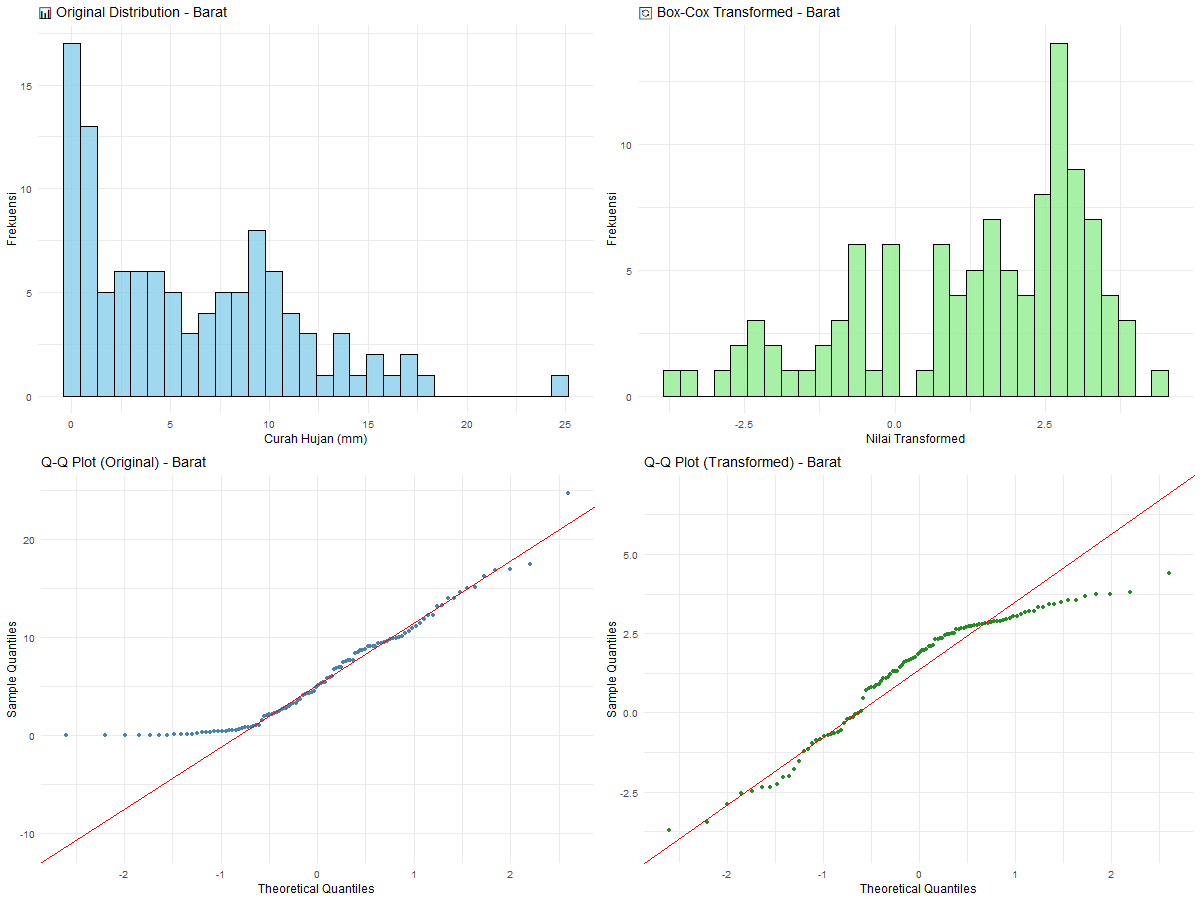 📊 Original Distribution - Barat
Frekuensi
15
10
5
0
0 5 10 15 20 25
Curah Hujan (mm)
🔄 Box-Cox Transformed - Barat
Frekuensi
10
5
0
-2.5 0.0 2.5
Nilai Transformed
Q-Q Plot (Original) - Barat
Sample Quantiles
20
10
0
-10
-2 -1 0 1 2
Theoretical Quantiles
Q-Q Plot (Transformed) - Barat
Sample Quantiles
5.0
2.5
0.0
-2.5
-2 -1 0 1 2
Theoretical Quantiles